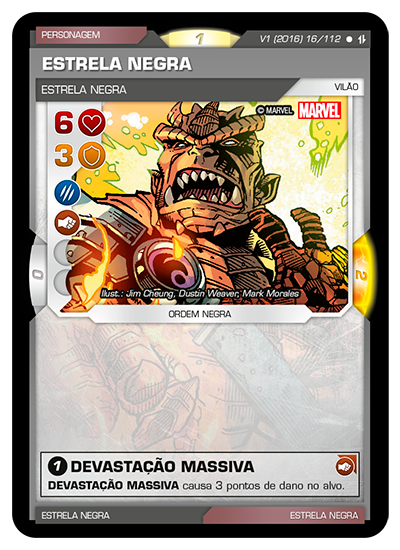 PERSONAGEM
1
V1 (2016) 16/112
ESTRELA NEGRA
ESTRELA NEGRA
VILÃO
© MARVEL MARVEL
6
3
0
2
Ilust.: Jim Cheung, Dustin Weaver, Mark Morales
ORDEM NEGRA
1 DEVASTAÇÃO MASSIVA
DEVASTAÇÃO MASSIVA causa 3 pontos de dano no alvo.
ESTRELA NEGRA
ESTRELA NEGRA